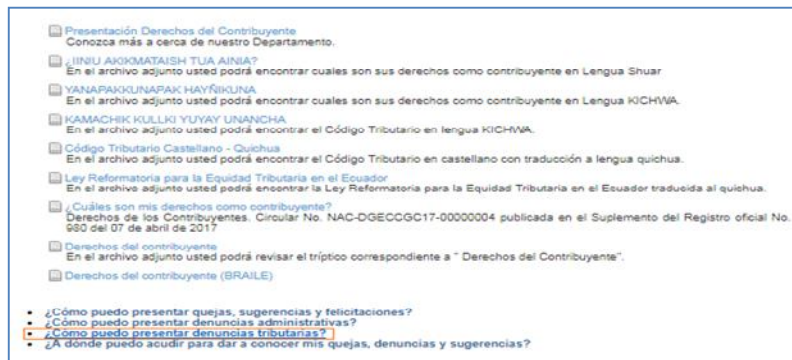 Presentación Derechos del Contribuyente
Conozca más a cerca de nuestro Departamento.
¿IINIU AKIKMATAISH TUA AINIA?
En el archivo adjunto usted podrá encontrar cuales son sus derechos como contribuyente en Lengua Shuar
YANAPAKKUNAPAK HAYÑIKUNA
En el archivo adjunto usted podrá encontrar cuales son sus derechos como contribuyente en Lengua KICHWA.
KAMACHIK KULLKI YUYAY UNANCHA
En el archivo adjunto usted podrá encontrar el Código Tributario en lengua KICHWA.
Código Tributario Castellano - Quichua
En el archivo adjunto usted podrá encontrar el Código Tributario en castellano con traducción a lengua quichua.
Ley Reformatoria para la Equidad Tributaria en el Ecuador
En el archivo adjunto usted podrá encontrar la Ley Reformatoria para la Equidad Tributaria en el Ecuador traducida al quichua.
¿Cuáles son mis derechos como contribuyente?
Derechos de los Contribuyentes. Circular No. NAC-DGECCGC17-00000004 publicada en el Suplemento del Registro oficial No.
980 del 07 de abril de 2017
Derechos del contribuyente
En el archivo adjunto usted podrá revisar el tríptico correspondiente a " Derechos del Contribuyente".
Derechos del contribuyente (BRAILE)
• ¿Cómo puedo presentar quejas, sugerencias y felicitaciones?
• ¿Cómo puedo presentar denuncias administrativas?
• ¿Cómo puedo presentar denuncias tributarias?
• ¿A dónde puedo acudir para dar a conocer mis quejas, denuncias y sugerencias?